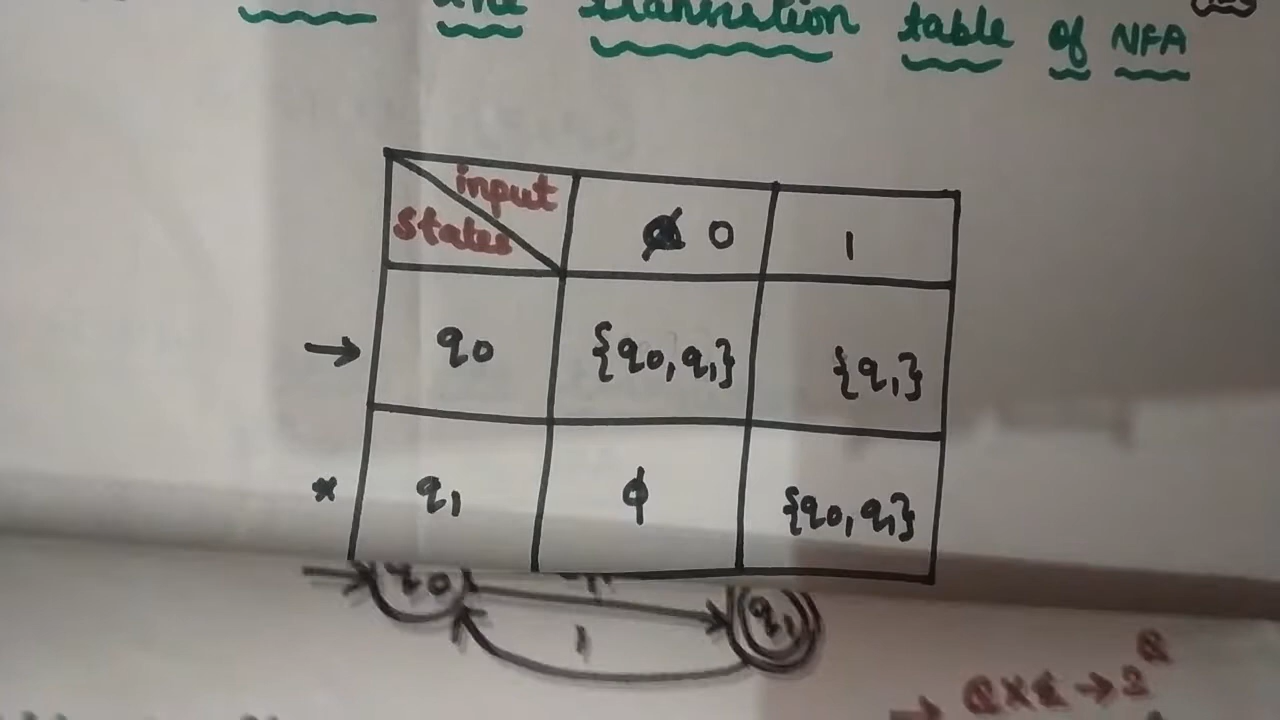 the transition table of NFA
input
states
0 1
→ q0 {q0,q1} {q1}
* q1 ϕ {q0,q1}
q0 q1
1
→ Q X Σ → 2^Q